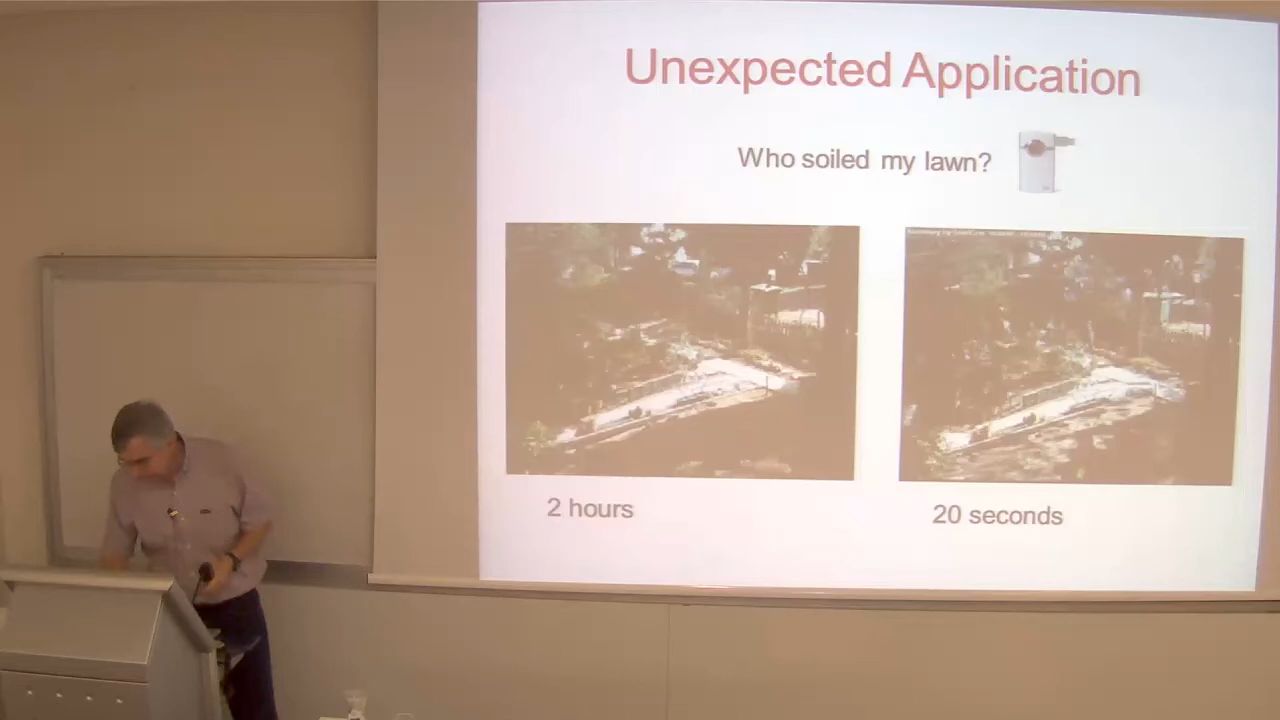 Unexpected Application
Who soiled my lawn?
2 hours
20 seconds